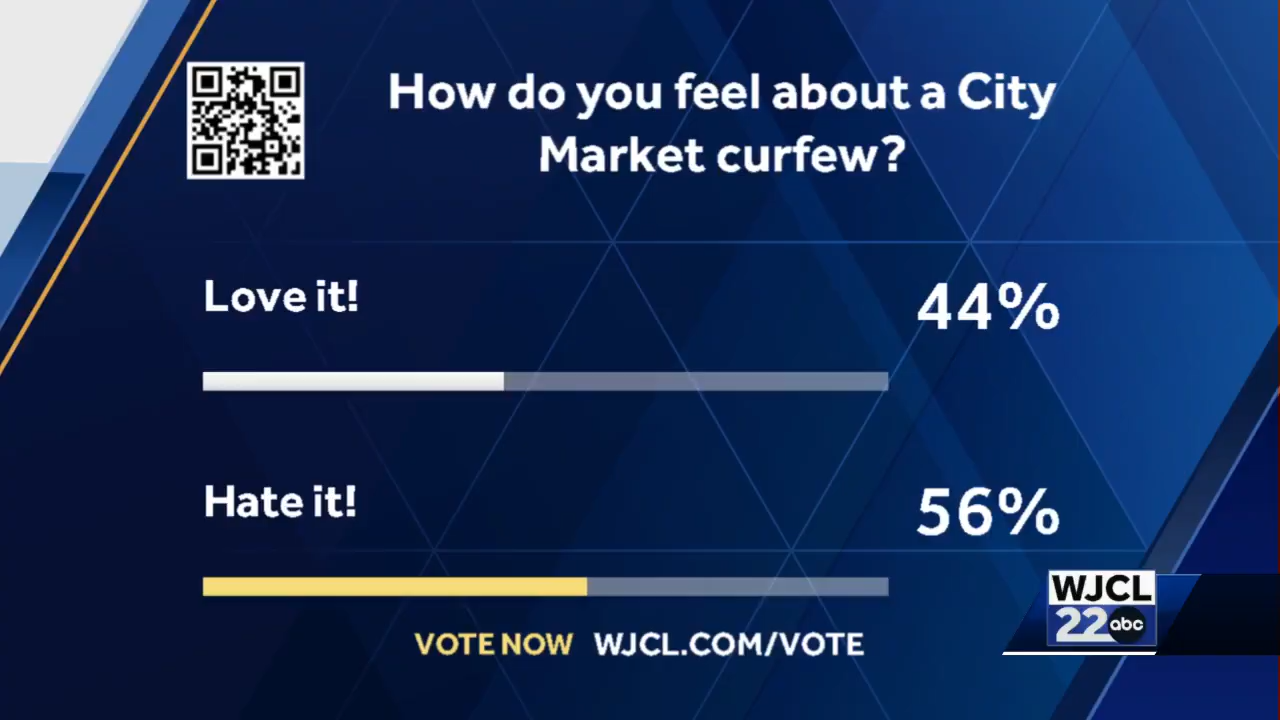 How do you feel about a City
Market curfew?
Love it!
44%
Hate it!
56%
VOTE NOW WJCL.COM/VOTE
WJCL
22 abc